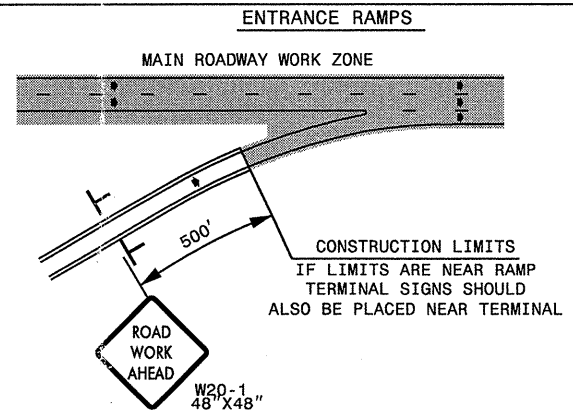 ENTRANCE RAMPS
MAIN ROADWAY WORK ZONE
500'
CONSTRUCTION LIMITS
IF LIMITS ARE NEAR RAMP
TERMINAL SIGNS SHOULD
ALSO BE PLACED NEAR TERMINAL
ROAD
WORK
AHEAD
W20-1
48"X48"